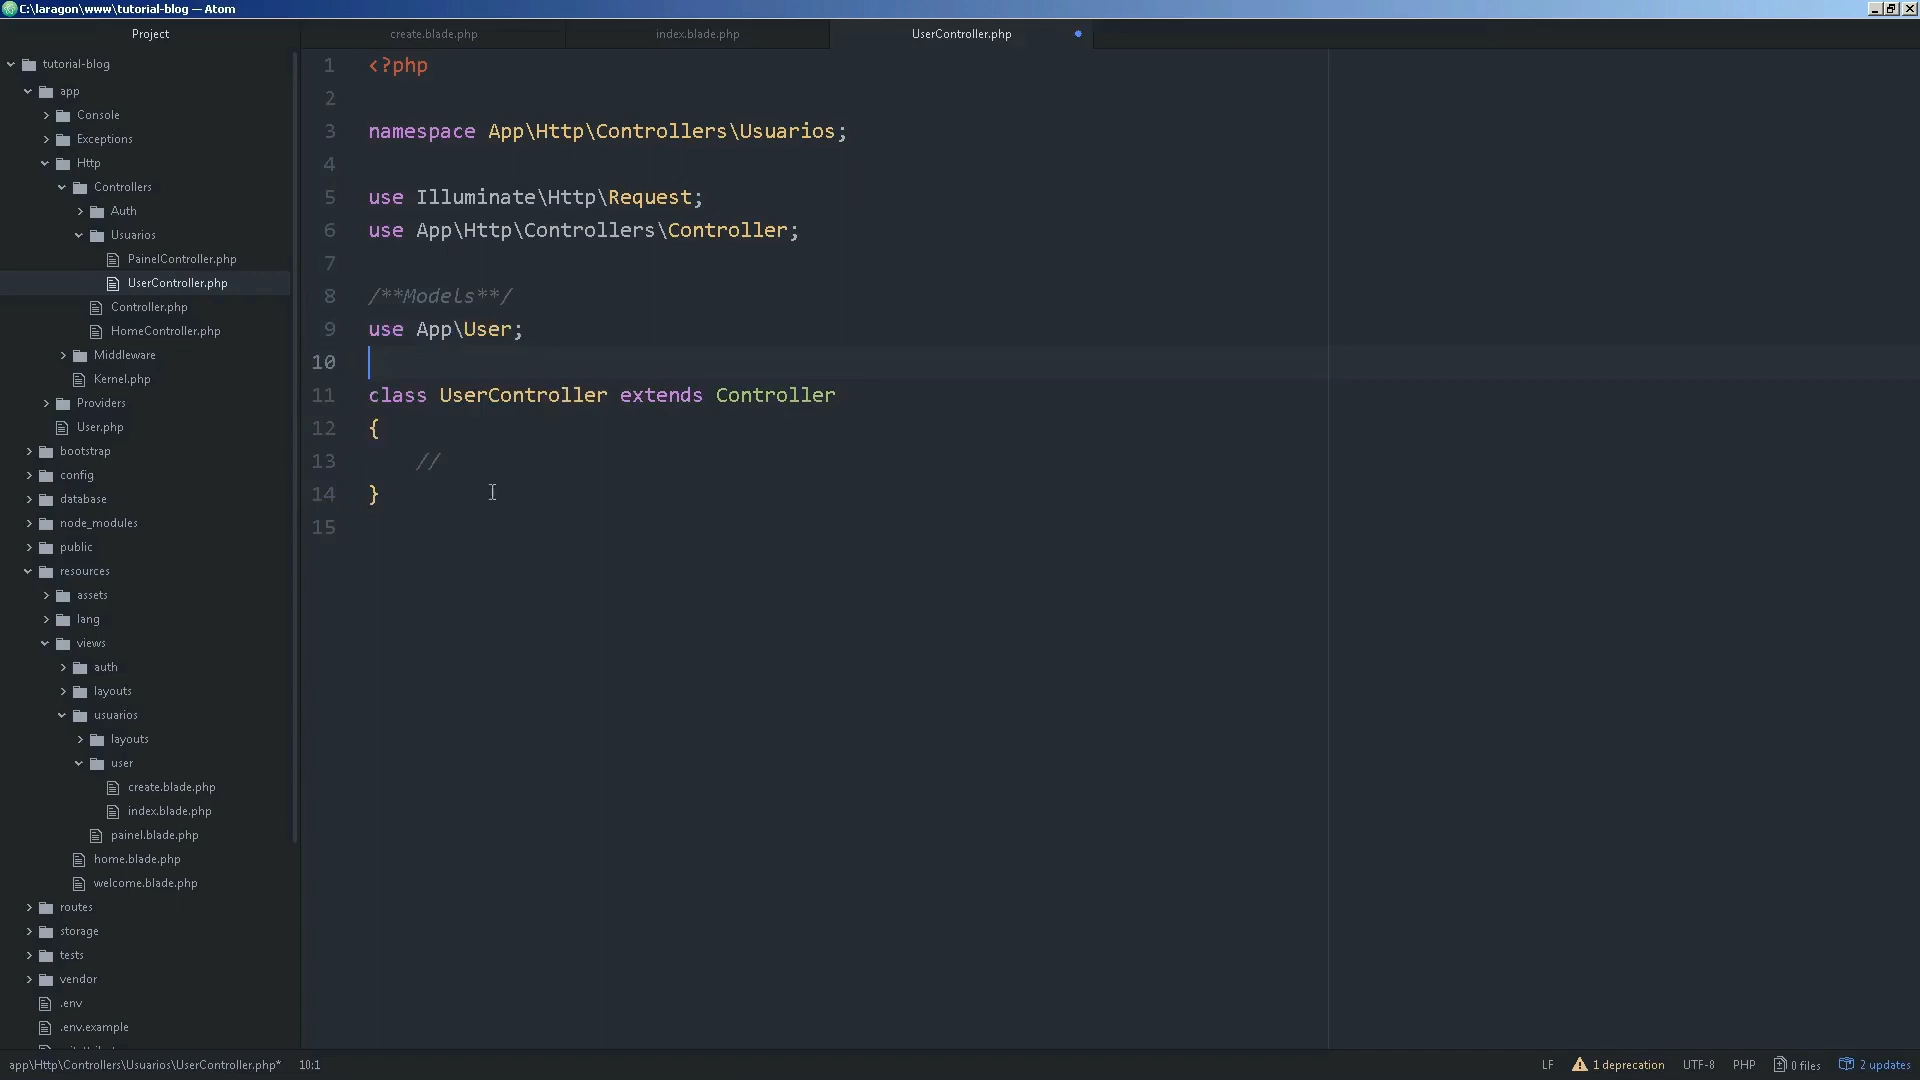 C:\laragon\www\tutorial-blog — Atom
Project
create.blade.php
index.blade.php
UserController.php
tutorial-blog
app
Console
Exceptions
Http
Controllers
Auth
Usuarios
PainelController.php
UserController.php
Controller.php
HomeController.php
Middleware
Kernel.php
Providers
User.php
bootstrap
config
database
node_modules
public
resources
assets
lang
views
auth
layouts
usuarios
layouts
user
create.blade.php
index.blade.php
painel.blade.php
home.blade.php
welcome.blade.php
routes
storage
tests
vendor
.env
.env.example
1 <?php
2
3 namespace App\Http\Controllers\Usuarios;
4
5 use Illuminate\Http\Request;
6 use App\Http\Controllers\Controller;
7
8 /**Models**/
9 use App\User;
10
11 class UserController extends Controller
12 {
13 //
14 }
15
app\Http\Controllers\Usuarios\UserController.php* 10:1
LF 1 deprecation UTF-8 PHP 0 files 2 updates